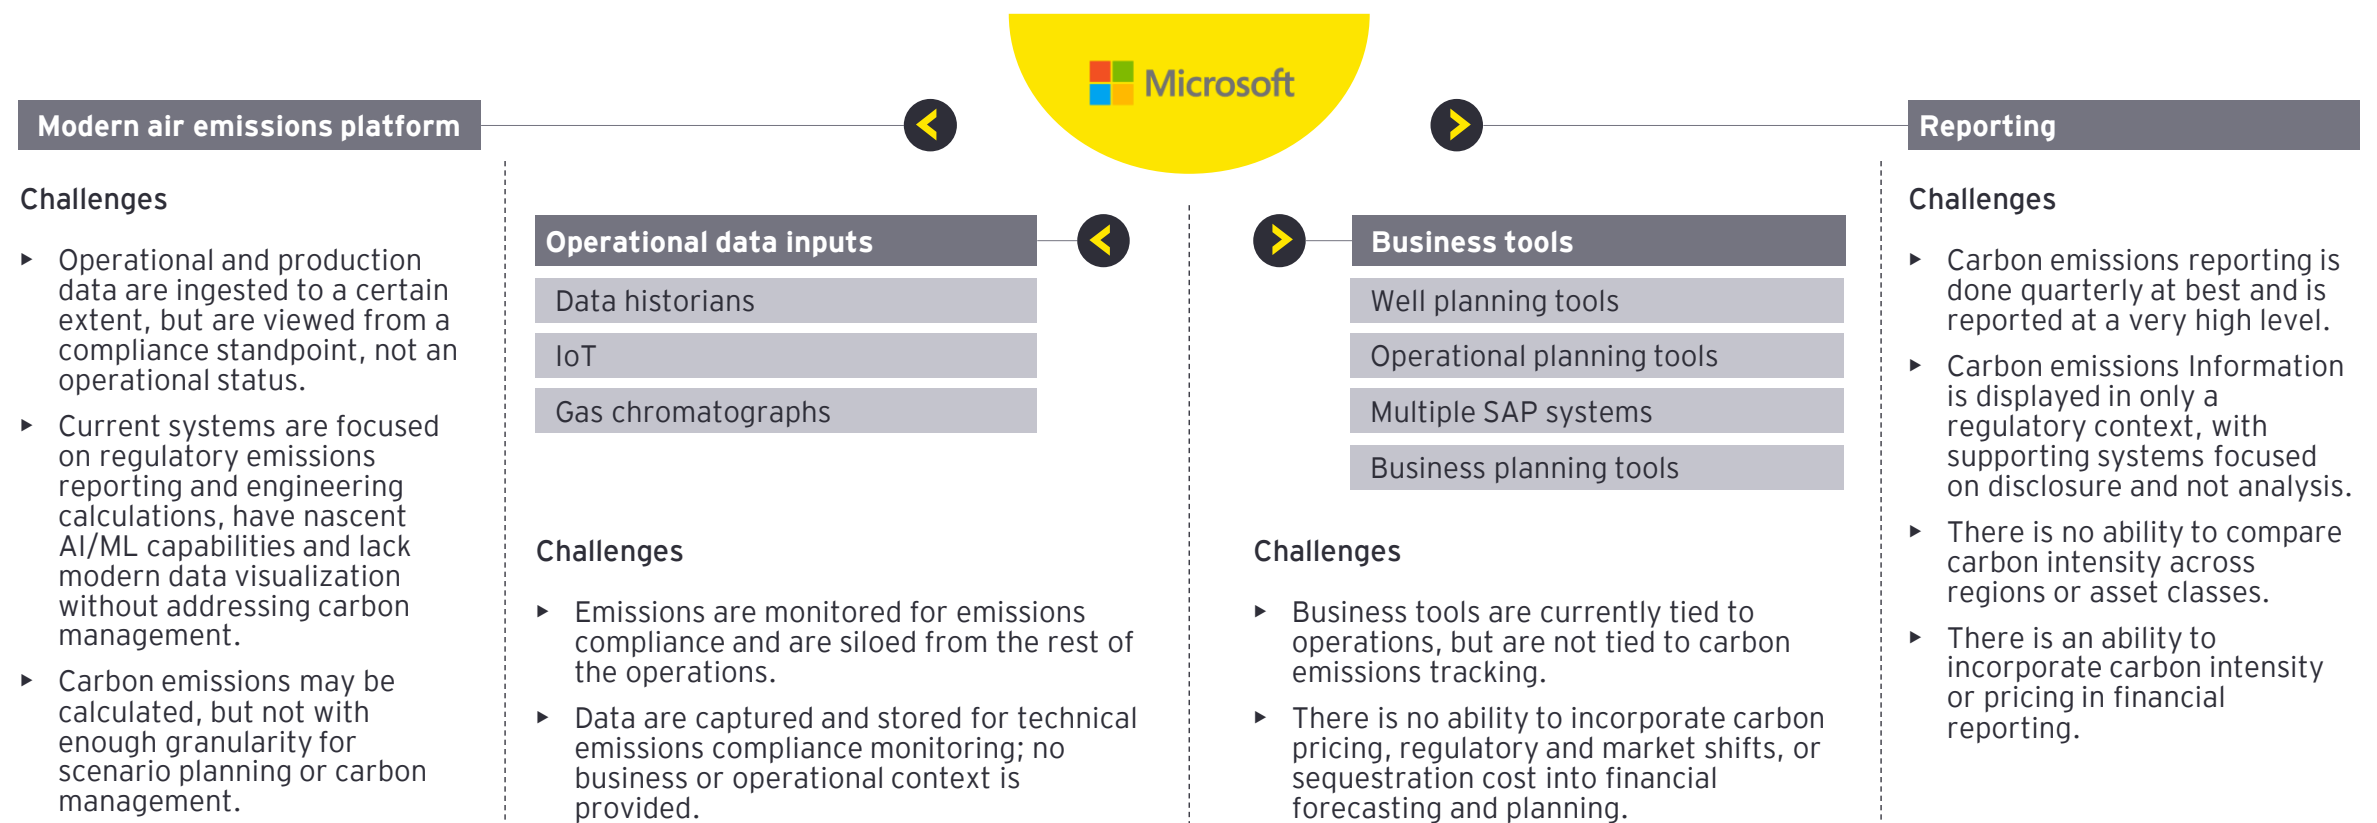 Microsoft
Modern air emissions platform
Challenges
▸ Operational and production
data are ingested to a certain
extent, but are viewed from a
compliance standpoint, not an
operational status.
▸ Current systems are focused
on regulatory emissions
reporting and engineering
calculations, have nascent
AI/ML capabilities and lack
modern data visualization
without addressing carbon
management.
▸ Carbon emissions may be
calculated, but not with
enough granularity for
scenario planning or carbon
management.
Operational data inputs
Data historians
IoT
Gas chromatographs
Challenges
▸ Emissions are monitored for emissions
compliance and are siloed from the rest of
the operations.
▸ Data are captured and stored for technical
emissions compliance monitoring; no
business or operational context is
provided.
Business tools
Well planning tools
Operational planning tools
Multiple SAP systems
Business planning tools
Challenges
▸ Business tools are currently tied to
operations, but are not tied to carbon
emissions tracking.
▸ There is no ability to incorporate carbon
pricing, regulatory and market shifts, or
sequestration cost into financial
forecasting and planning.
Reporting
Challenges
▸ Carbon emissions reporting is
done quarterly at best and is
reported at a very high level.
▸ Carbon emissions Information
is displayed in only a
regulatory context, with
supporting systems focused
on disclosure and not analysis.
▸ There is no ability to compare
carbon intensity across
regions or asset classes.
▸ There is an ability to
incorporate carbon intensity
or pricing in financial
reporting.